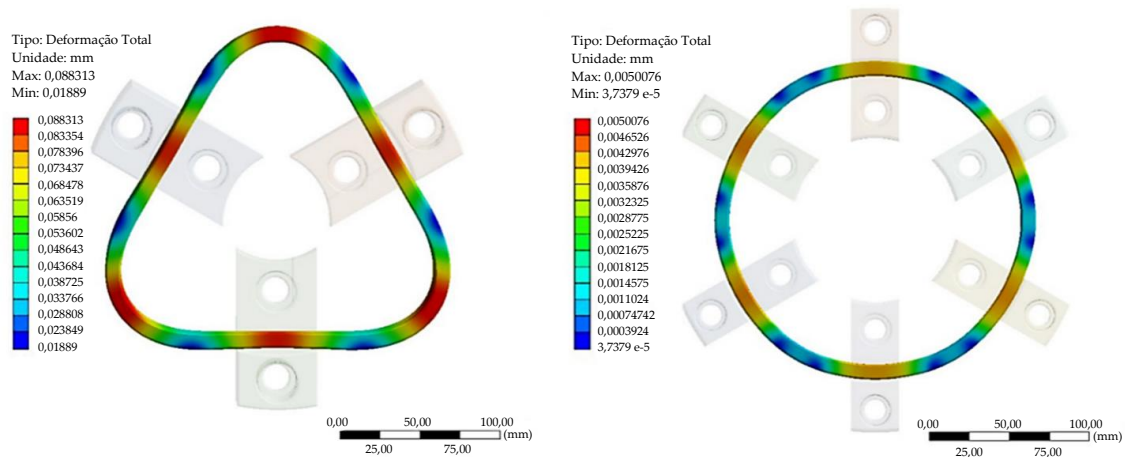 Tipo: Deformação Total
Unidade: mm
Max: 0,088313
Min: 0,01889
0,088313
0,083354
0,078396
0,073437
0,068478
0,063519
0,05856
0,053602
0,048643
0,043684
0,038725
0,033766
0,028808
0,023849
0,01889
0,00 50,00 100,00
(mm)
25,00 75,00
Tipo: Deformação Total
Unidade: mm
Max: 0,0050076
Min: 3,7379 e-5
0,0050076
0,0046526
0,0042976
0,0039426
0,0035876
0,0032325
0,0028775
0,0025225
0,0021675
0,0018125
0,0014575
0,0011024
0,00074742
0,0003924
3,7379 e-5
0,00 50,00 100,00
(mm)
25,00 75,00